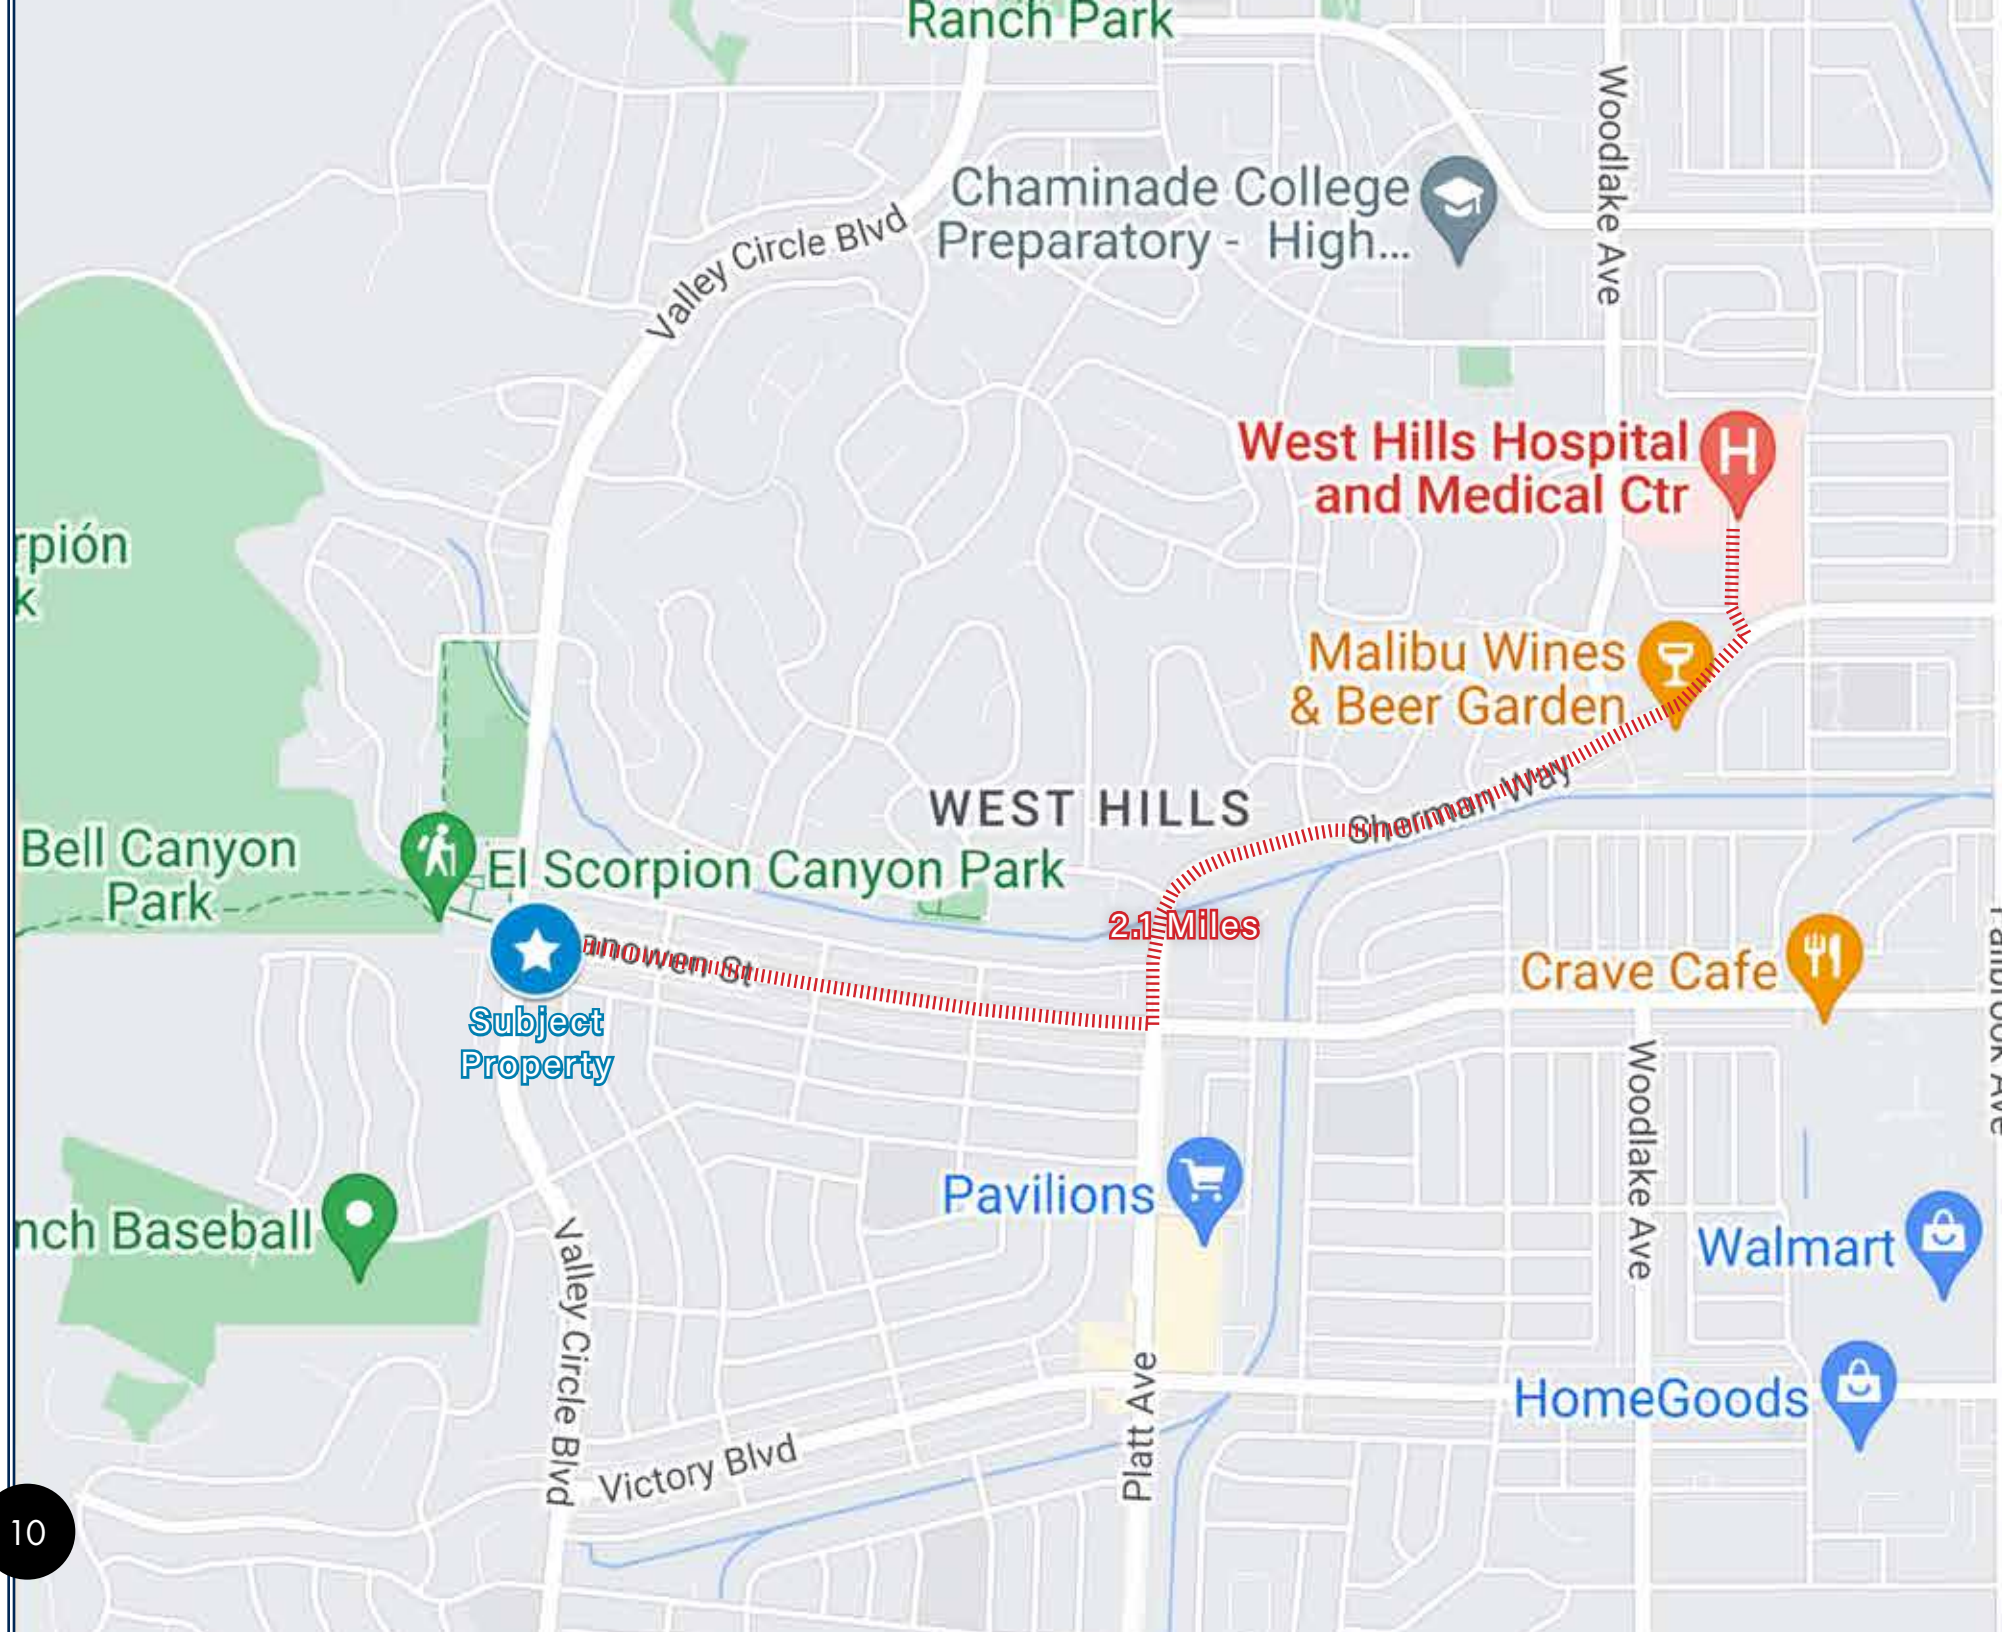 Ranch Park
Woodlake Ave
Chaminade College
Preparatory - High...
Valley Circle Blvd
West Hills Hospital
and Medical Ctr
H
rpión
k
Malibu Wines
& Beer Garden
WEST HILLS
Sherman Way
Bell Canyon
Park
El Scorpion Canyon Park
2.1 Miles
anowen St
Crave Cafe
Subject
Property
Woodlake Ave
Pavilions
nch Baseball
Walmart
Valley Circle Blvd
Platt Ave
HomeGoods
Victory Blvd
10